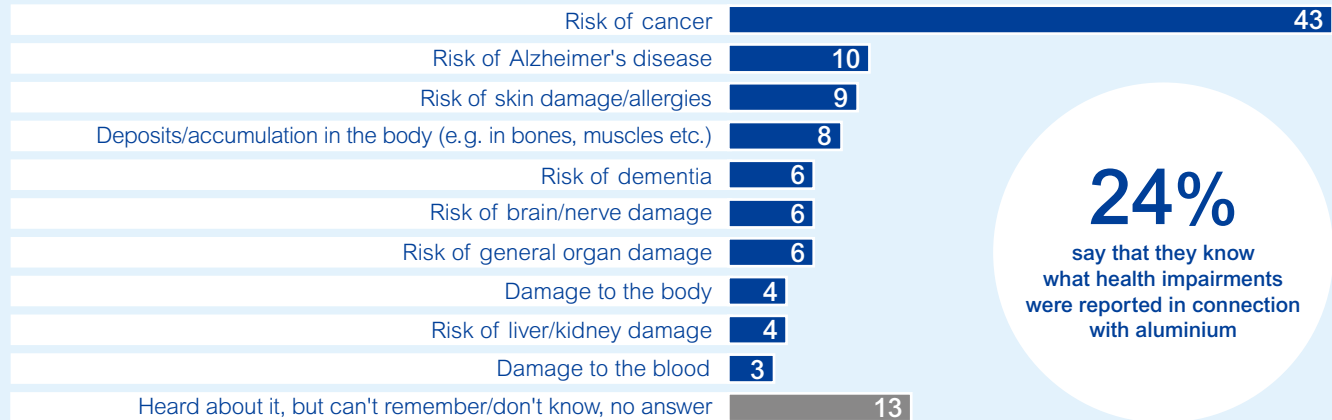 Risk of cancer 43
Risk of Alzheimer's disease 10
Risk of skin damage/allergies 9
Deposits/accumulation in the body (e.g. in bones, muscles etc.) 8
Risk of dementia 6
Risk of brain/nerve damage 6
Risk of general organ damage 6
Damage to the body 4
Risk of liver/kidney damage 4
Damage to the blood 3
Heard about it, but can't remember/don't know, no answer 13
24%
say that they know
what health impairments
were reported in connection
with aluminium